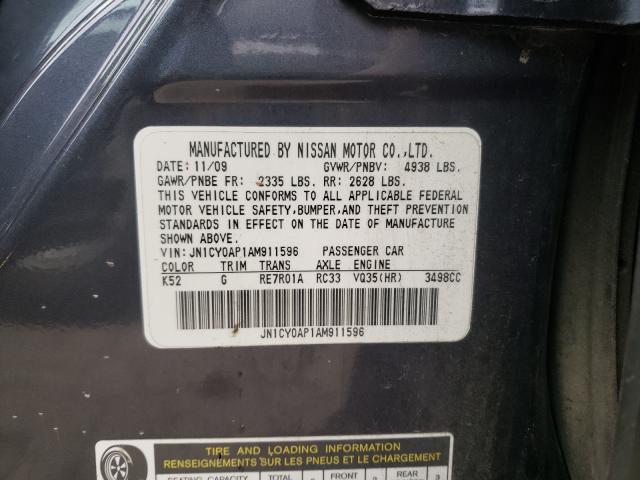 MANUFACTURED BY NISSAN MOTOR CO.,LTD.
DATE: 11/09 GVWR/PNBV: 4938 LBS.
GAWR/PNBE FR: 2335 LBS. RR: 2628 LBS.
THIS VEHICLE CONFORMS TO ALL APPLICABLE FEDERAL
MOTOR VEHICLE SAFETY,BUMPER,AND THEFT PREVENTION
STANDARDS IN EFFECT ON THE DATE OF MANUFACTURE
SHOWN ABOVE.
VIN: JN1CY0AP1AM911596 PASSENGER CAR
COLOR TRIM TRANS AXLE ENGINE
K52 G RE7R01A RC33 VQ35(HR) 3498CC
JN1CY0AP1AM911596
TIRE AND LOADING INFORMATION
RENSEIGNEMENTS SUR LES PNEUS ET LE CHARGEMENT
SEATING CAPACITY TOTAL FRONT REAR